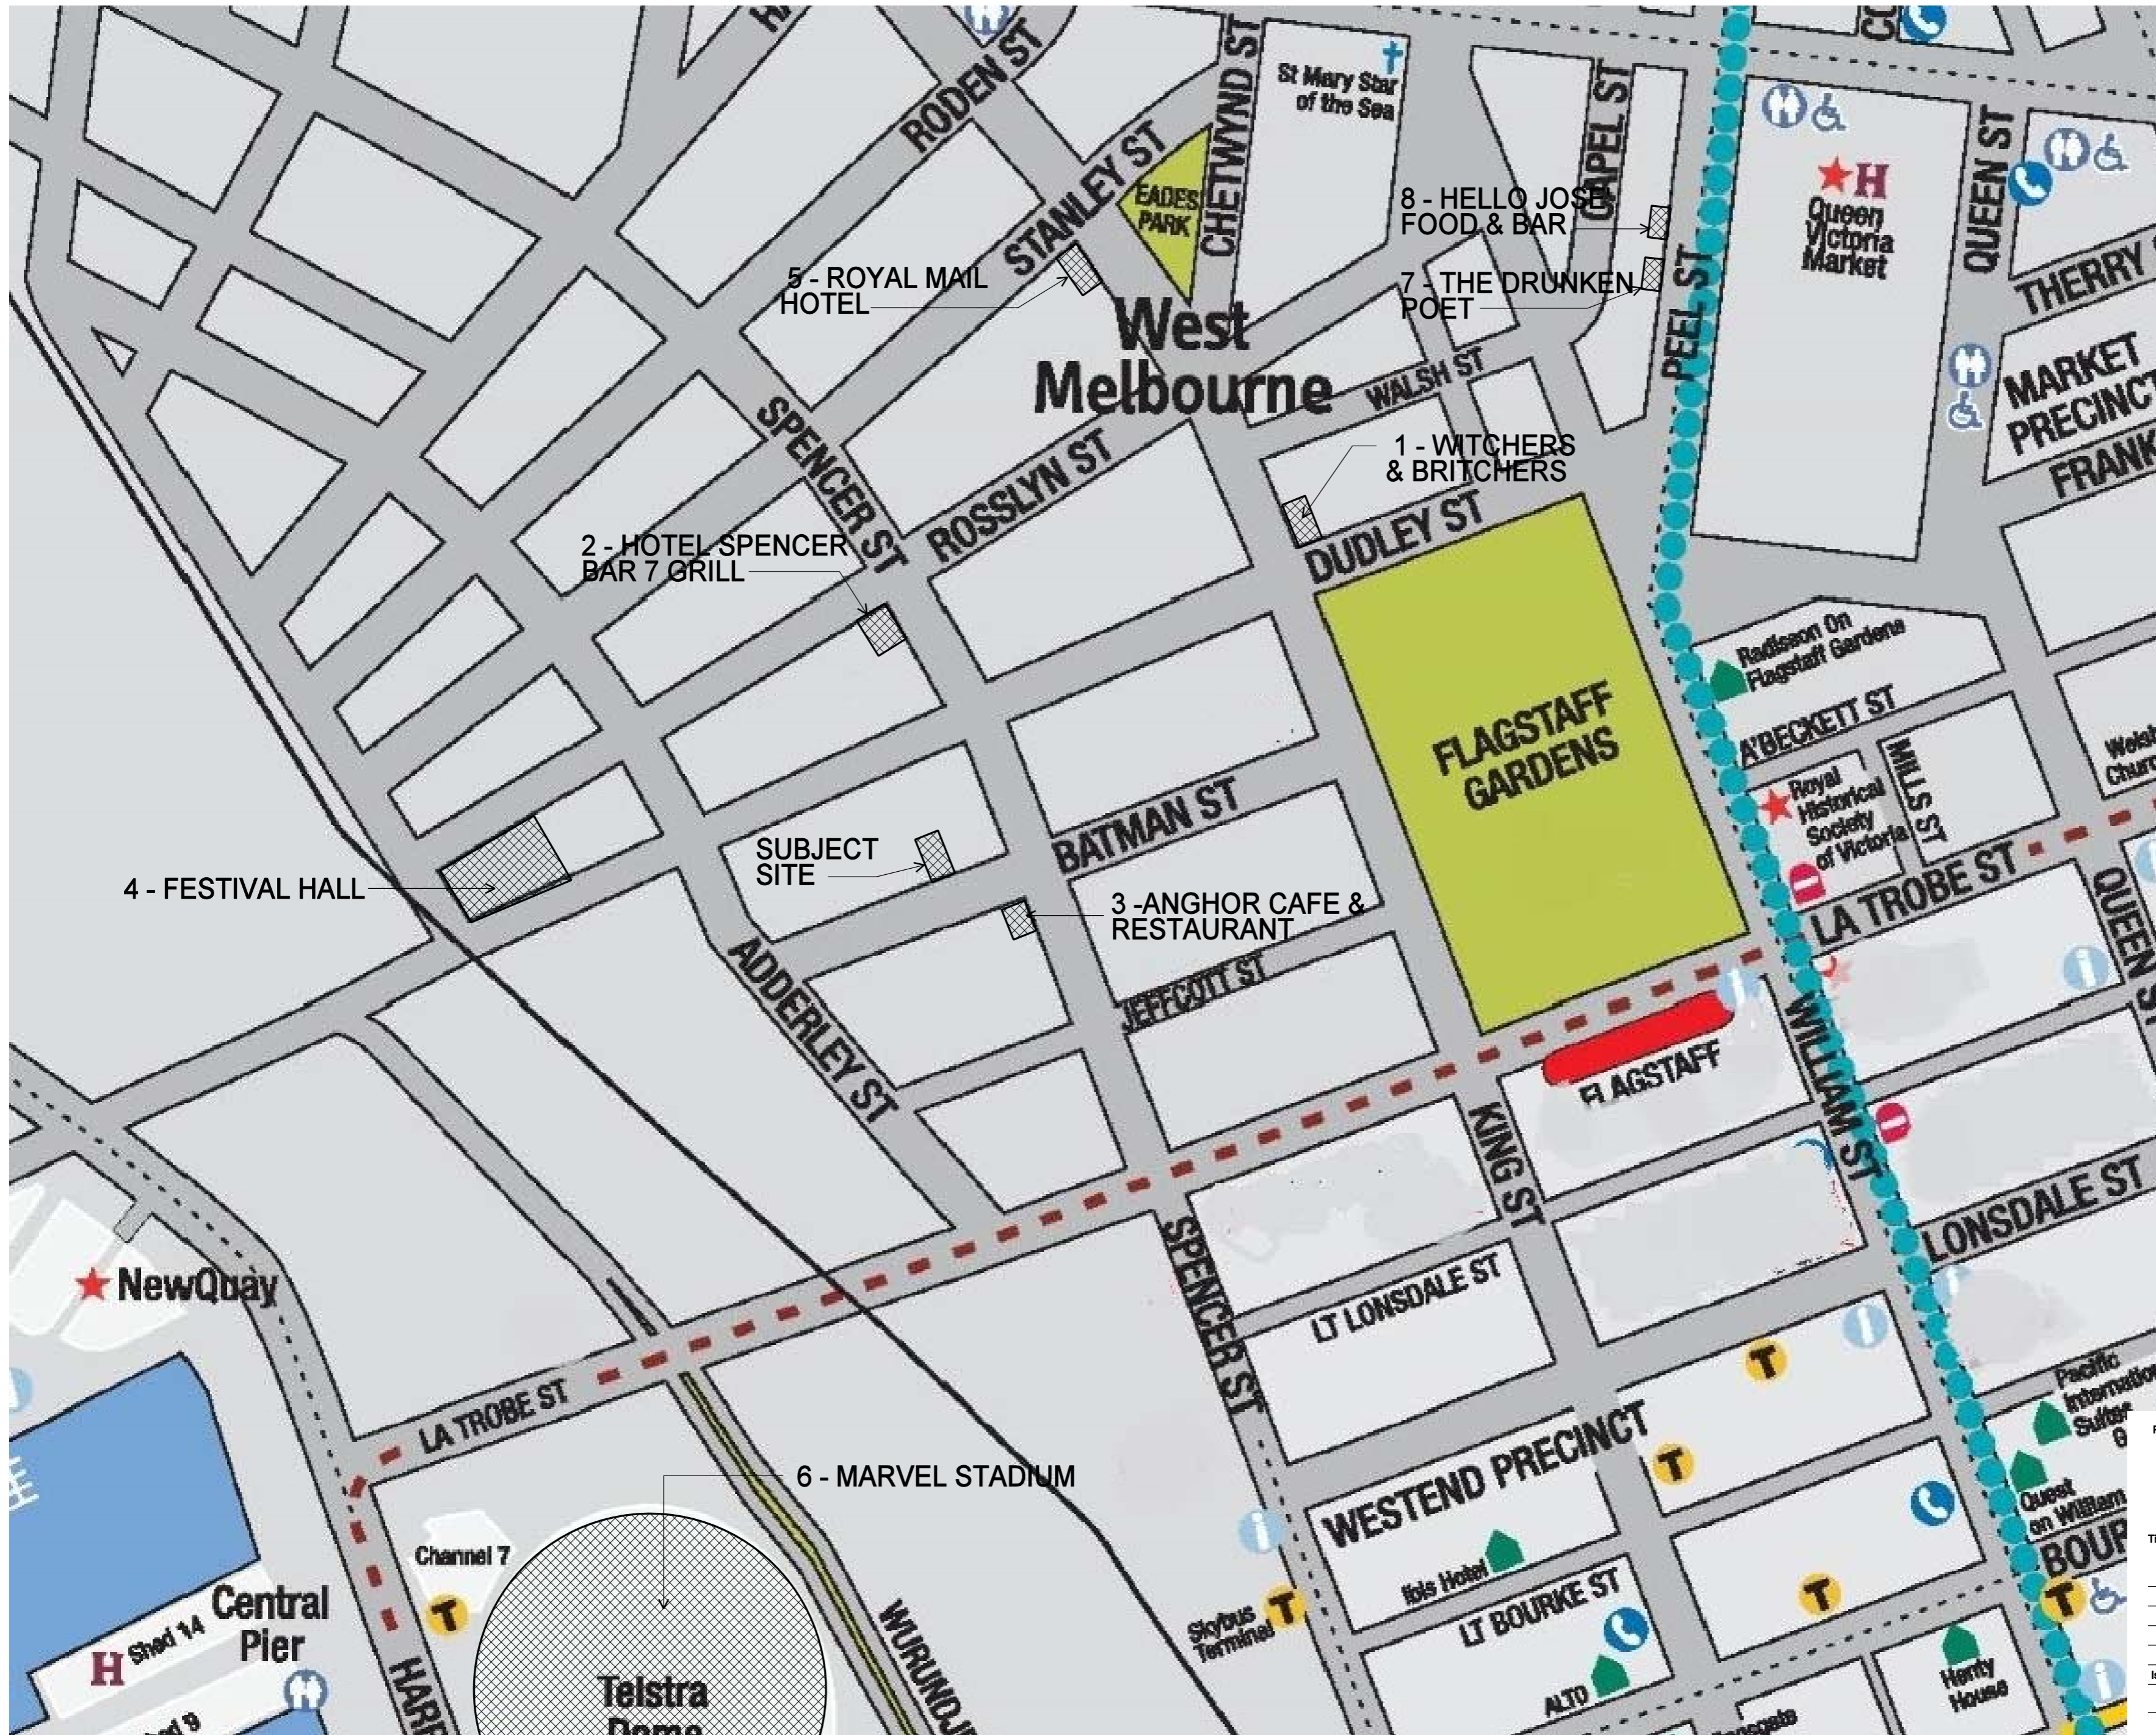 RODEN ST
CHETWYND ST
St Mary Star
of the Sea
CAPEL ST
QUEEN ST
STANLEY ST
EADES
PARK
H
Queen
Victoria
Market
8 - HELLO JOSE
FOOD & BAR
THERRY
5 - ROYAL MAIL
HOTEL
7 - THE DRUNKEN
POET
PEEL ST
West
Melbourne
WALSH ST
MARKET
PRECINCT
FRANK
SPENCER ST
ROSSLYN ST
1 - WITCHERS
& BRITCHERS
DUDLEY ST
2 - HOTEL SPENCER
BAR 7 GRILL
Radisson On
Flagstaff Gardens
FLAGSTAFF
GARDENS
A'BECKETT ST
MILLS ST
Royal
Historical
Society
of Victoria
BATMAN ST
SUBJECT
SITE
4 - FESTIVAL HALL
3 -ANGHOR CAFE &
RESTAURANT
LA TROBE ST
QUEEN S
ADDERLEY ST
JEFFCOTT ST
FLAGSTAFF
WILLIAM ST
KING ST
LONSDALE ST
NewQuay
SPENCER ST
LT LONSDALE ST
T
Pacific
LA TROBE ST
WESTEND PRECINCT
T
6 - MARVEL STADIUM
Quest
on William
BOUR
Channel 7
T
Ibis Hotel
LT BOURKE ST
Skybus
Terminal
T
T
T
Central
Pier
H
Shed 14
WURUNDJ
HARB
Telstra
Dome
ALTO
Henty
House